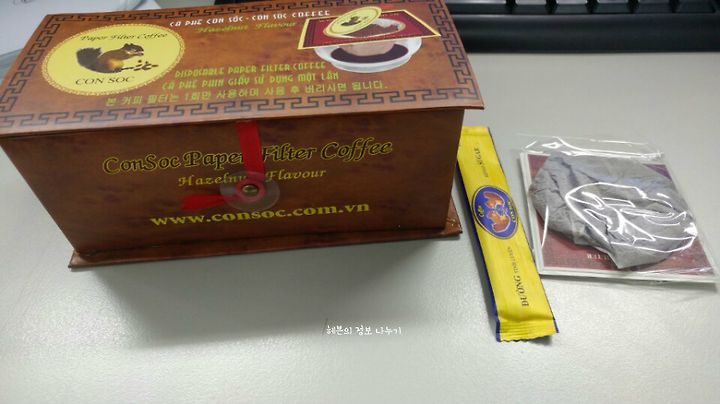 CÀ PHÊ CON SÓC - CON SOC COFFEE
Hazelnut Flavour
Paper Filter Coffee
CON SOC
DISPOSABLE PAPER FILTER COFFEE
CÀ PHÊ PHIN GIẤY SỬ DỤNG MỘT LẦN
본 커피 필터는 1회만 사용하며 사용 후 버리시면 됩니다.
ConSoc Paper Filter Coffee
Hazelnut Flavour
www.consoc.com.vn
SUGAR
ĐƯỜNG TINH LUYỆN
헤븐의 정보 나누기